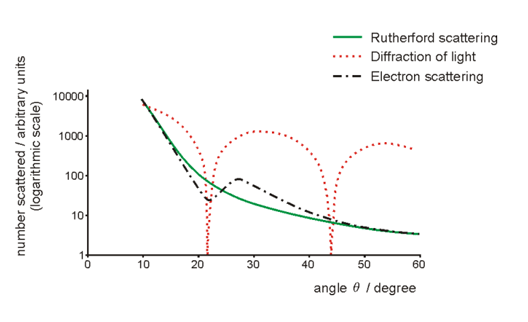 Rutherford scattering
Diffraction of light
Electron scattering
number scattered / arbitrary units
(logarithmic scale)
10000
1000
100
10
1
0
10
20
30
40
50
60
angle θ / degree